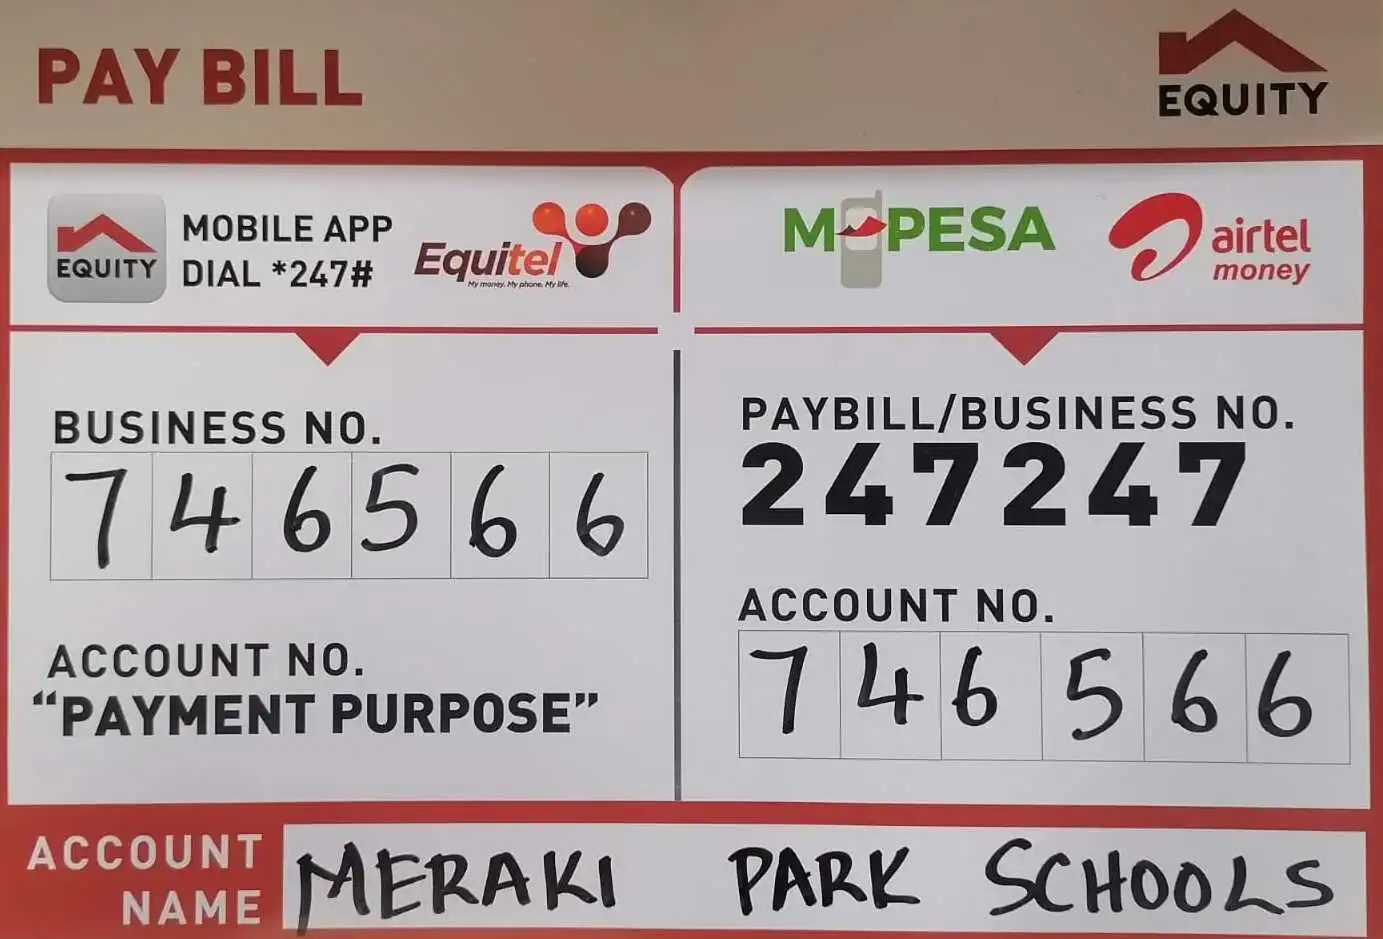 PAY BILL
EQUITY
EQUITY
MOBILE APP
DIAL *247#
Equitel
My money. My phone. My life.
M-PESA
airtel
money
BUSINESS NO.
746566
ACCOUNT NO.
“PAYMENT PURPOSE”
PAYBILL/BUSINESS NO.
247247
ACCOUNT NO.
746566
ACCOUNT NAME
MERAKI PARK SCHOOLS